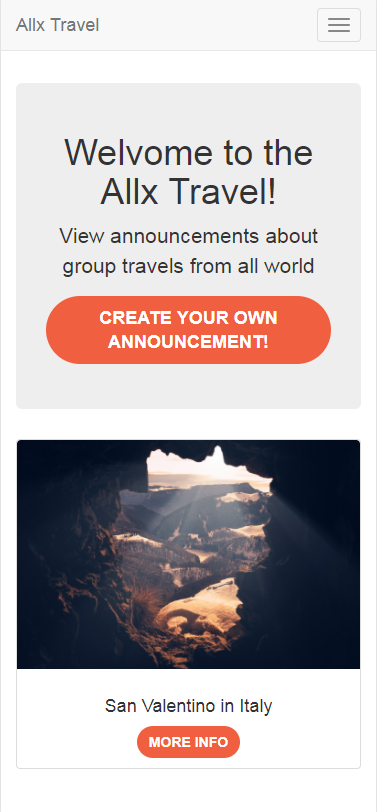 Allx Travel
Welvome to the
Allx Travel!
View announcements about
group travels from all world
CREATE YOUR OWN
ANNOUNCEMENT!
San Valentino in Italy
MORE INFO